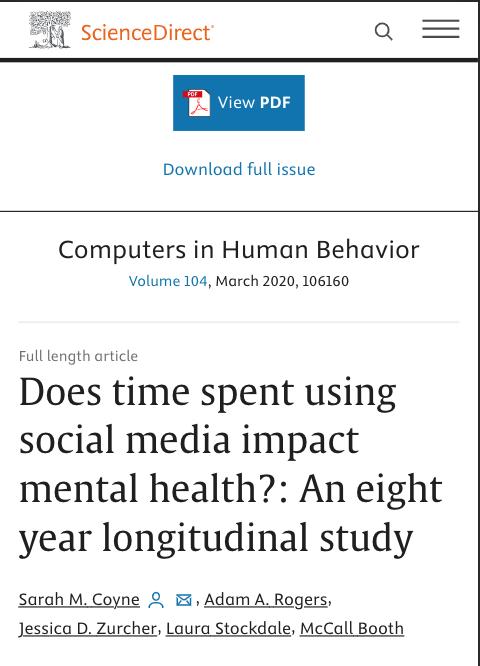 ScienceDirect
PDF
View PDF
Download full issue
Computers in Human Behavior
Volume 104, March 2020, 106160
Full length article
Does time spent using
social media impact
mental health?: An eight
year longitudinal study
Sarah M. Coyne , Adam A. Rogers,
Jessica D. Zurcher, Laura Stockdale, McCall Booth